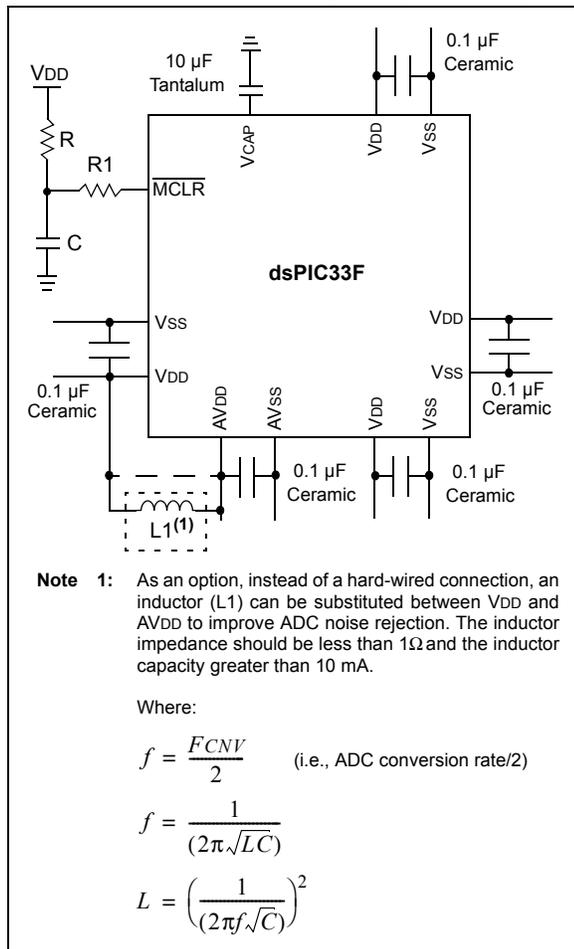 0.1 µF
Ceramic
10 µF
Tantalum
VDD
R
R1
C
VCAP
VDD
VSS
MCLR
dsPIC33F
VSS
VDD
VDD
VSS
0.1 µF
Ceramic
0.1 µF
Ceramic
AVDD
AVSS
VDD
VSS
0.1 µF
Ceramic
0.1 µF
Ceramic
L1(1)
Note 1: As an option, instead of a hard-wired connection, an
inductor (L1) can be substituted between VDD and
AVDD to improve ADC noise rejection. The inductor
impedance should be less than 1Ω and the inductor
capacity greater than 10 mA.
Where:
f = FCNV / 2 (i.e., ADC conversion rate/2)
f = 1 / (2π√LC)
L = (1 / (2πf√C))²